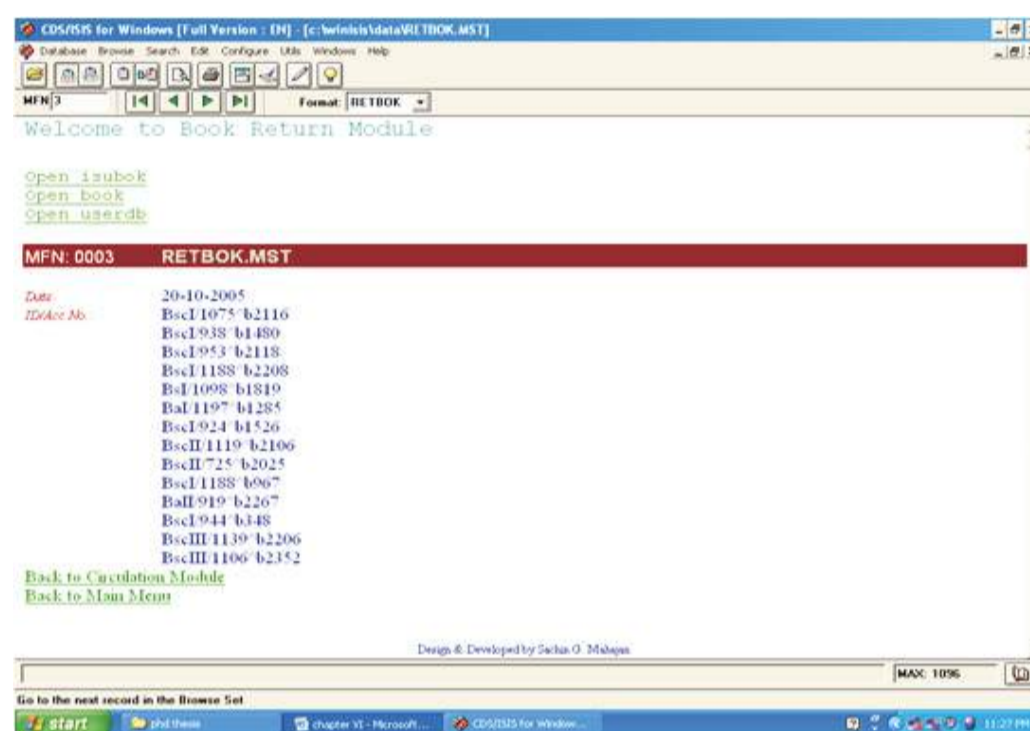 CDS/ISIS for Windows [Full Version : EN] - [c:\winisis\data\RETBOK.MST]
Database Browse Search Edit Configure Utils Windows Help
MFN 3 Format: RETBOK
Welcome to Book Return Module
Open isubok
Open book
Open userdb
MFN: 0003 RETBOK.MST
Date 20-10-2005
ID/Acc No. BscI/1075^b2116
BscI/938^b1480
BscI/953^b2118
BscI/1188^b2208
BsI/1098^b1819
BaI/1197^b1285
BscI/924^b1526
BscII/1119^b2106
BscII/725^b2025
BscI/1188^b967
BaII/919^b2267
BscI/944^b348
BscIII/1139^b2206
BscIII/1106^b2352
Back to Circulation Module
Back to Main Menu
Design & Developed by Sachin G. Mahajan
MAX: 1096
Go to the next record in the Browse Set
start phd thesis chapter VI - Microsoft ... CDS/ISIS for Window... 11:27 PM